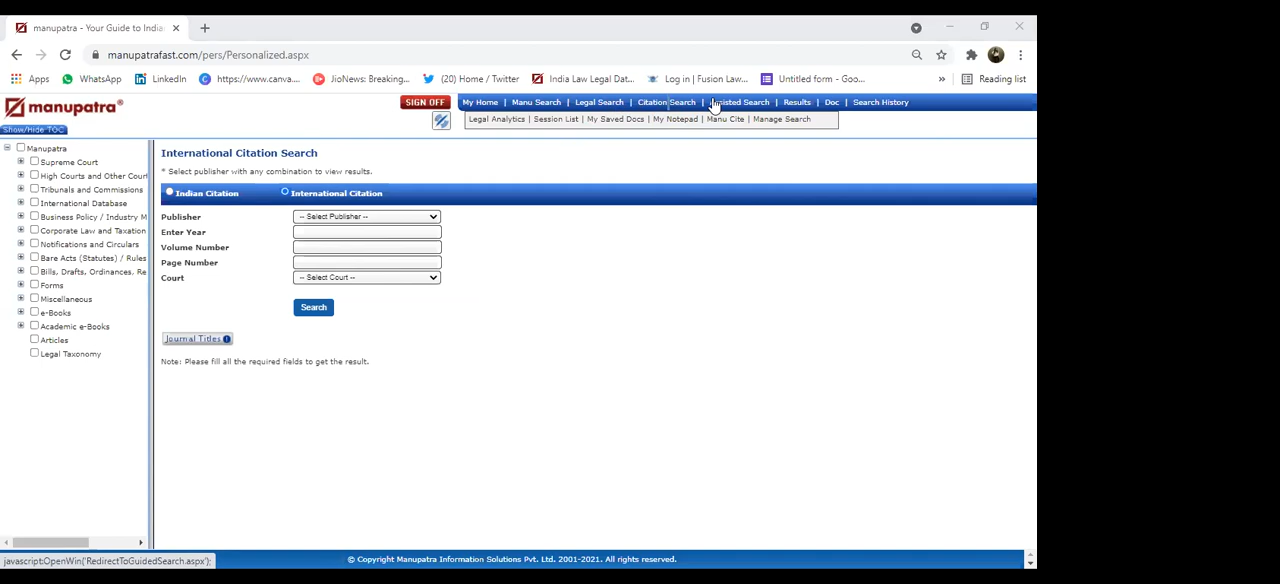 manupatra - Your Guide to India
manupatrafast.com/pers/Personalized.aspx
Apps WhatsApp LinkedIn https://www.canva.... JioNews: Breaking... (20) Home / Twitter India Law Legal Dat... Log in | Fusion Law... Untitled form - Goo... » Reading list
manupatra® SIGN OFF My Home | Manu Search | Legal Search | Citation Search | Search | Results | Doc | Search History
Legal Analytics | Session List | My Saved Docs | My Notepad | Manu Cite | Manage Search
Show/Hide TOC
Manupatra
Supreme Court
High Courts and Other Court
Tribunals and Commissions
International Database
Business Policy / Industry M
Corporate Law and Taxation
Notifications and Circulars
Bare Acts (Statutes) / Rules
Bills, Drafts, Ordinances, Re
Forms
Miscellaneous
e-Books
Academic e-Books
Articles
Legal Taxonomy
International Citation Search
* Select publisher with any combination to view results.
Indian Citation International Citation
Publisher -- Select Publisher --
Enter Year
Volume Number
Page Number
Court -- Select Court --
Search
Journal Titles
Note: Please fill all the required fields to get the result.
javascript:OpenWin('RedirectToGuidedSearch.aspx');
© Copyright Manupatra Information Solutions Pvt. Ltd. 2001-2021. All rights reserved.